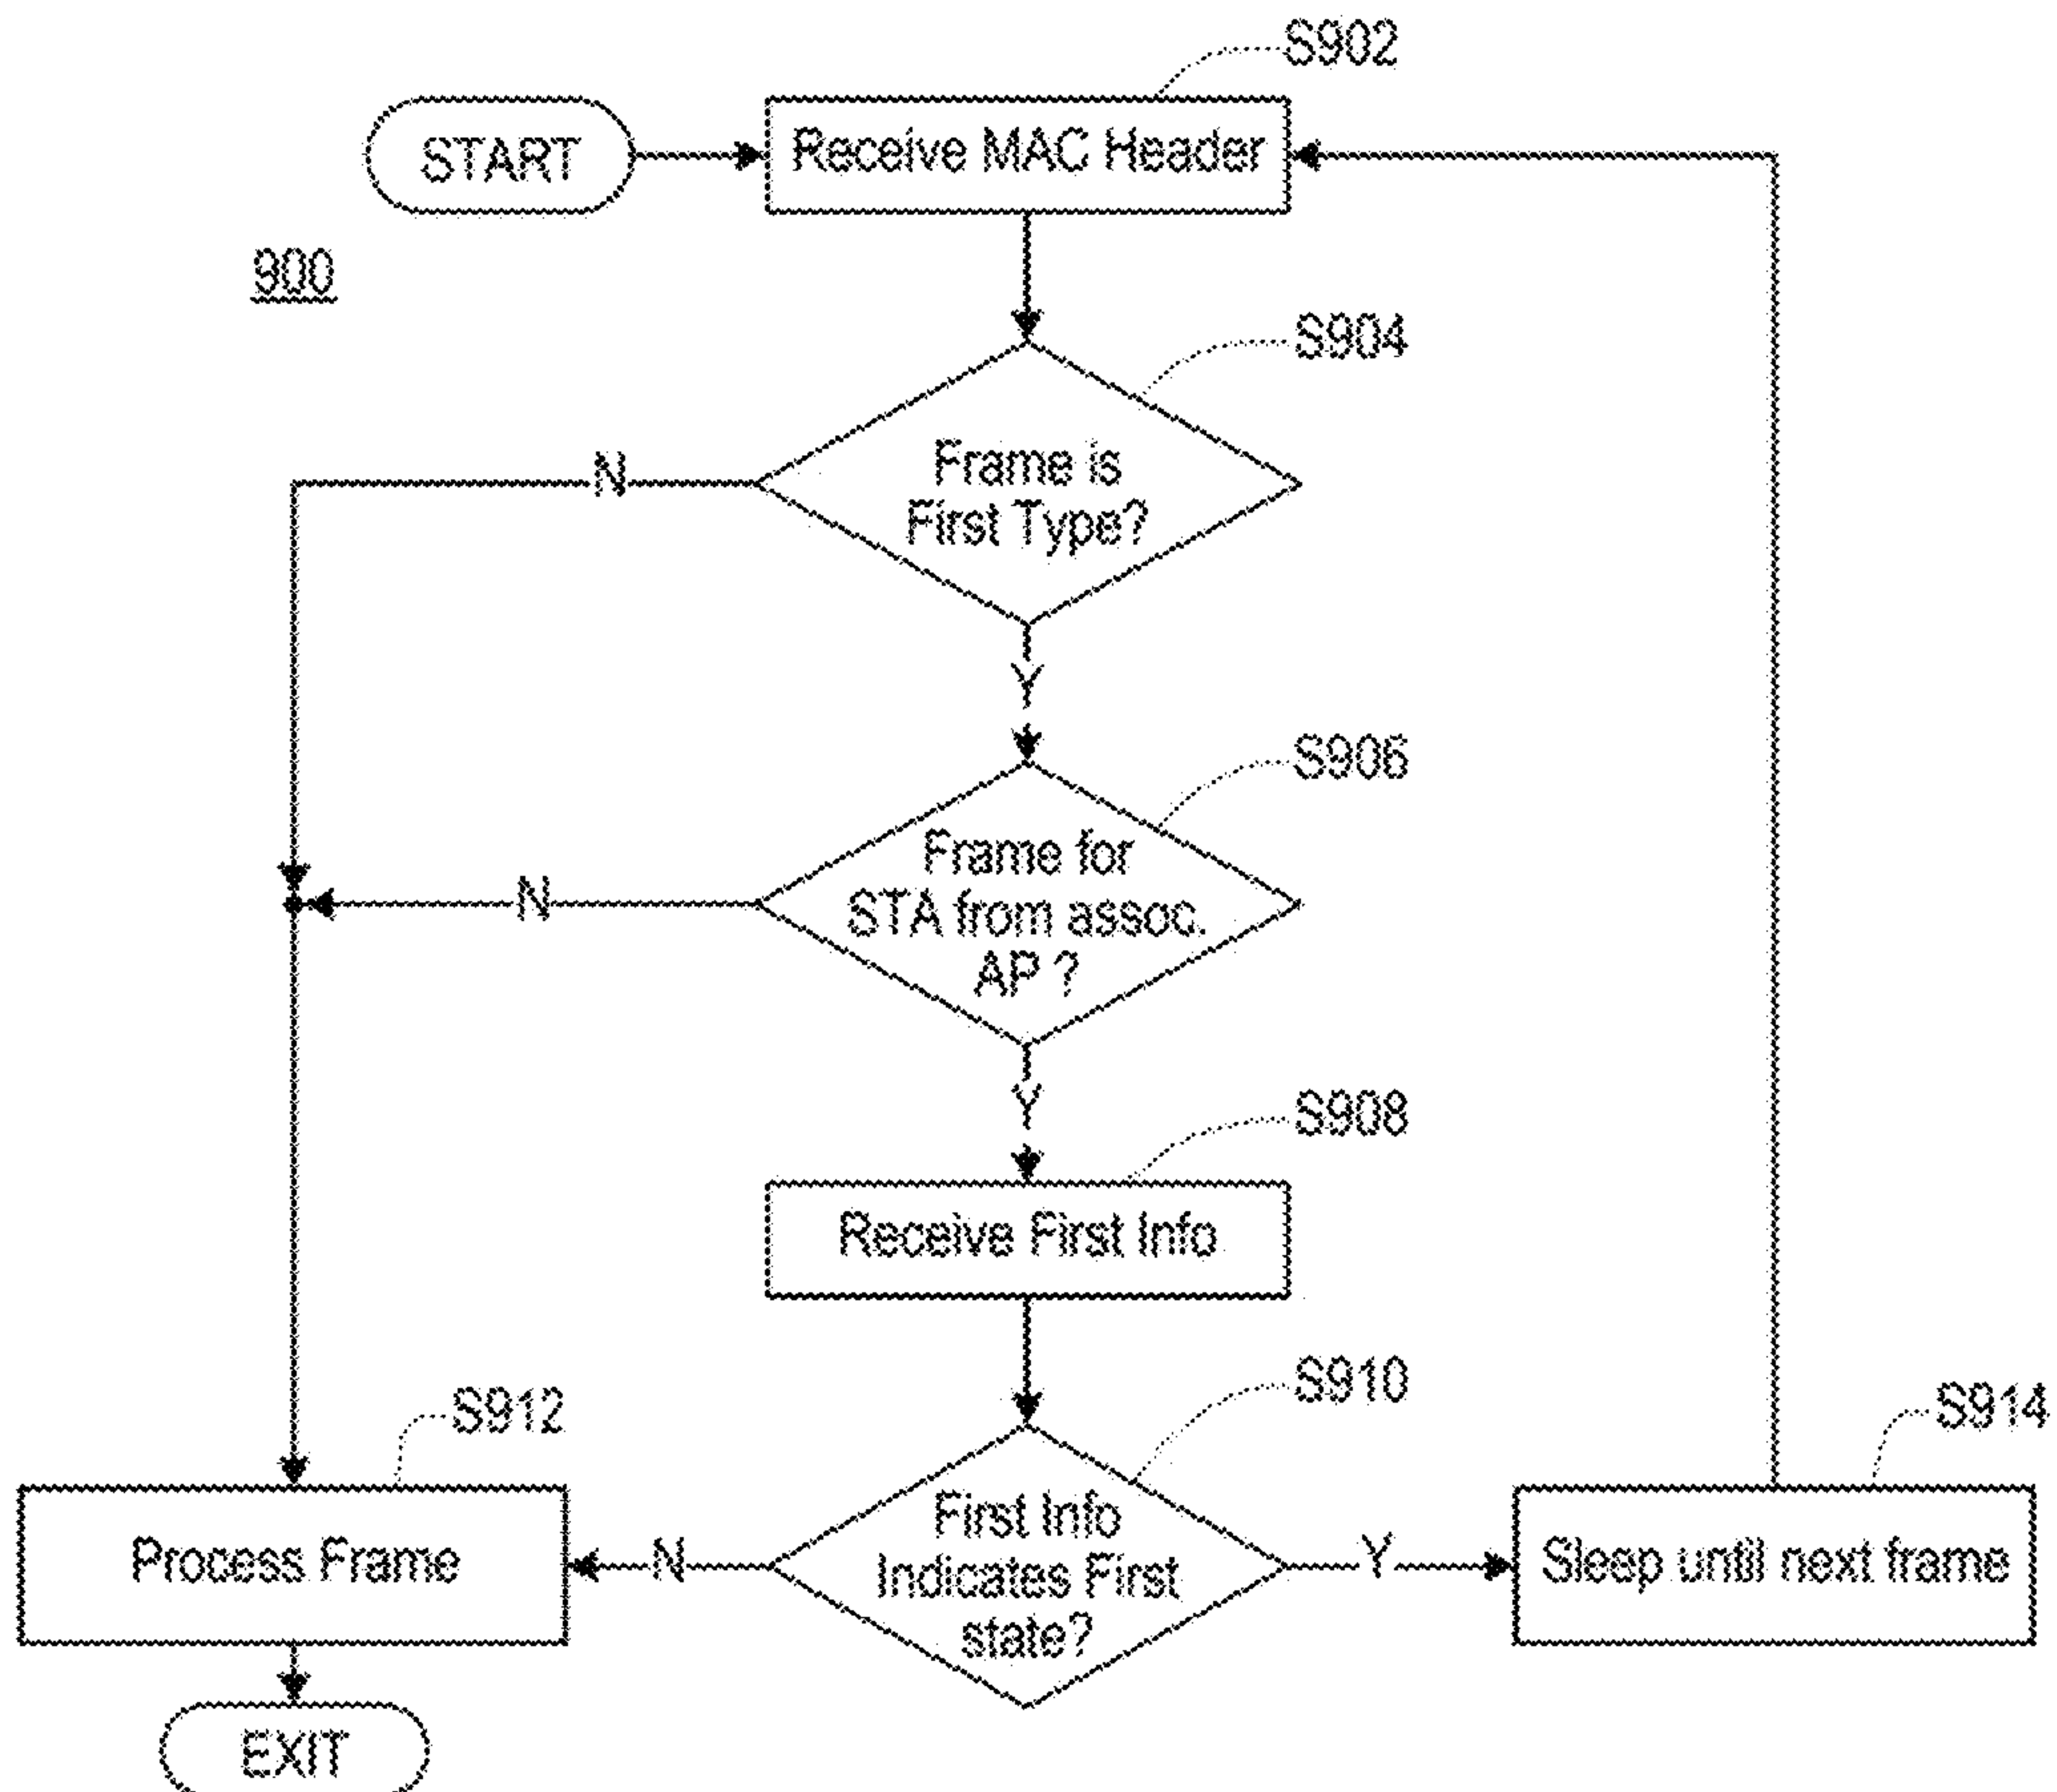 S902
START
Receive MAC Header
900
S904
N
Frame is
First Type?
Y
S906
N
Frame for
STA from assoc.
AP ?
Y
S908
Receive First Info
S910
S912
S914
First Info
Indicates First
state?
Process Frame
N
Y
Sleep until next frame
EXIT